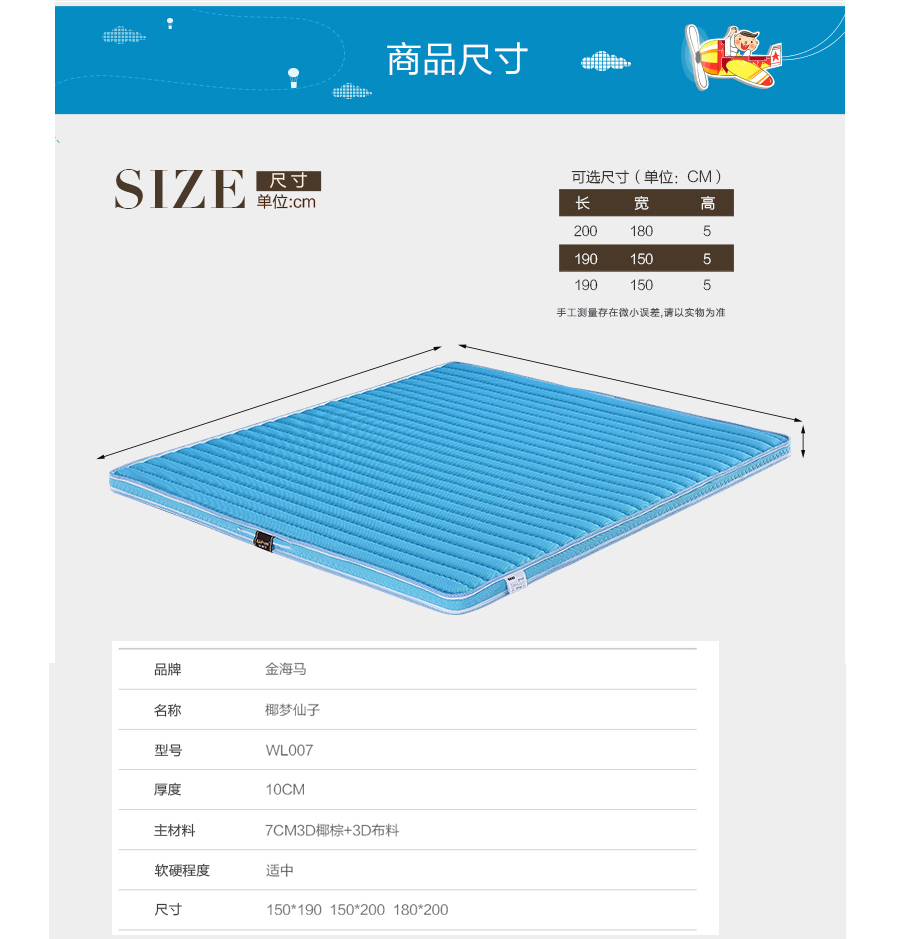 商品尺寸
SIZE 尺寸
单位:cm
可选尺寸（单位：CM）
长 宽 高
200 180 5
190 150 5
190 150 5
手工测量存在微小误差,请以实物为准
品牌 金海马
名称 椰梦仙子
型号 WL007
厚度 10CM
主材料 7CM3D椰棕+3D布料
软硬程度 适中
尺寸 150*190 150*200 180*200